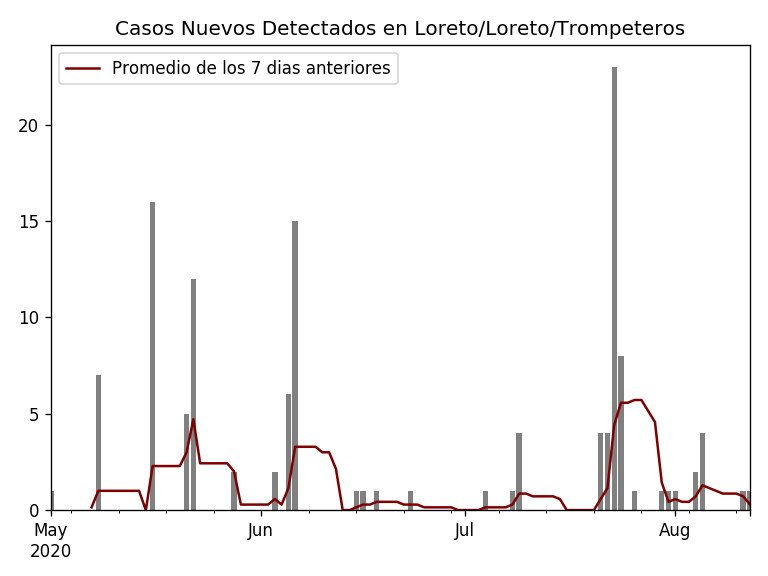 Casos Nuevos Detectados en Loreto/Loreto/Trompeteros
Promedio de los 7 dias anteriores
20
15
10
5
0
May Jun Jul Aug
2020